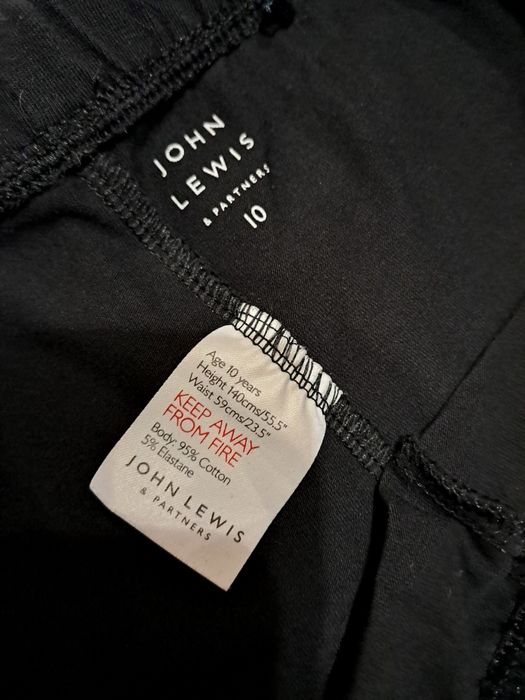 JOHN
LEWIS
& PARTNERS
10
Age 10 years
Height 140cms/55.5"
Waist 59cms/23.5"
KEEP AWAY
FROM FIRE
Body: 95% Cotton
5% Elastane
JOHN LEWIS
& PARTNERS